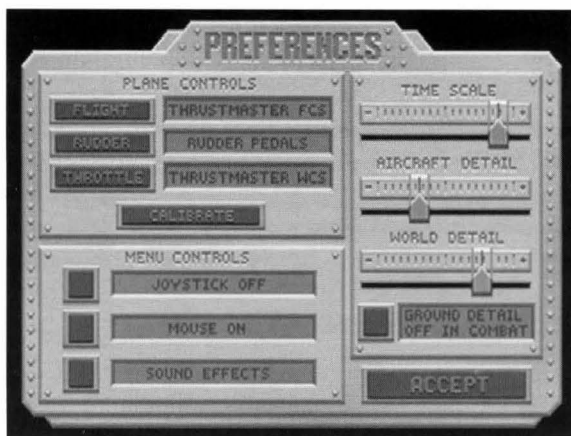 PREFERENCES
PLANE CONTROLS
FLIGHT
THRUSTMASTER FCS
RUDDER
RUDDER PEDALS
THROTTLE
THRUSTMASTER WCS
CALIBRATE
MENU CONTROLS
JOYSTICK OFF
MOUSE ON
SOUND EFFECTS
TIME SCALE
- +
AIRCRAFT DETAIL
- +
WORLD DETAIL
- +
GROUND DETAIL
OFF IN COMBAT
ACCEPT